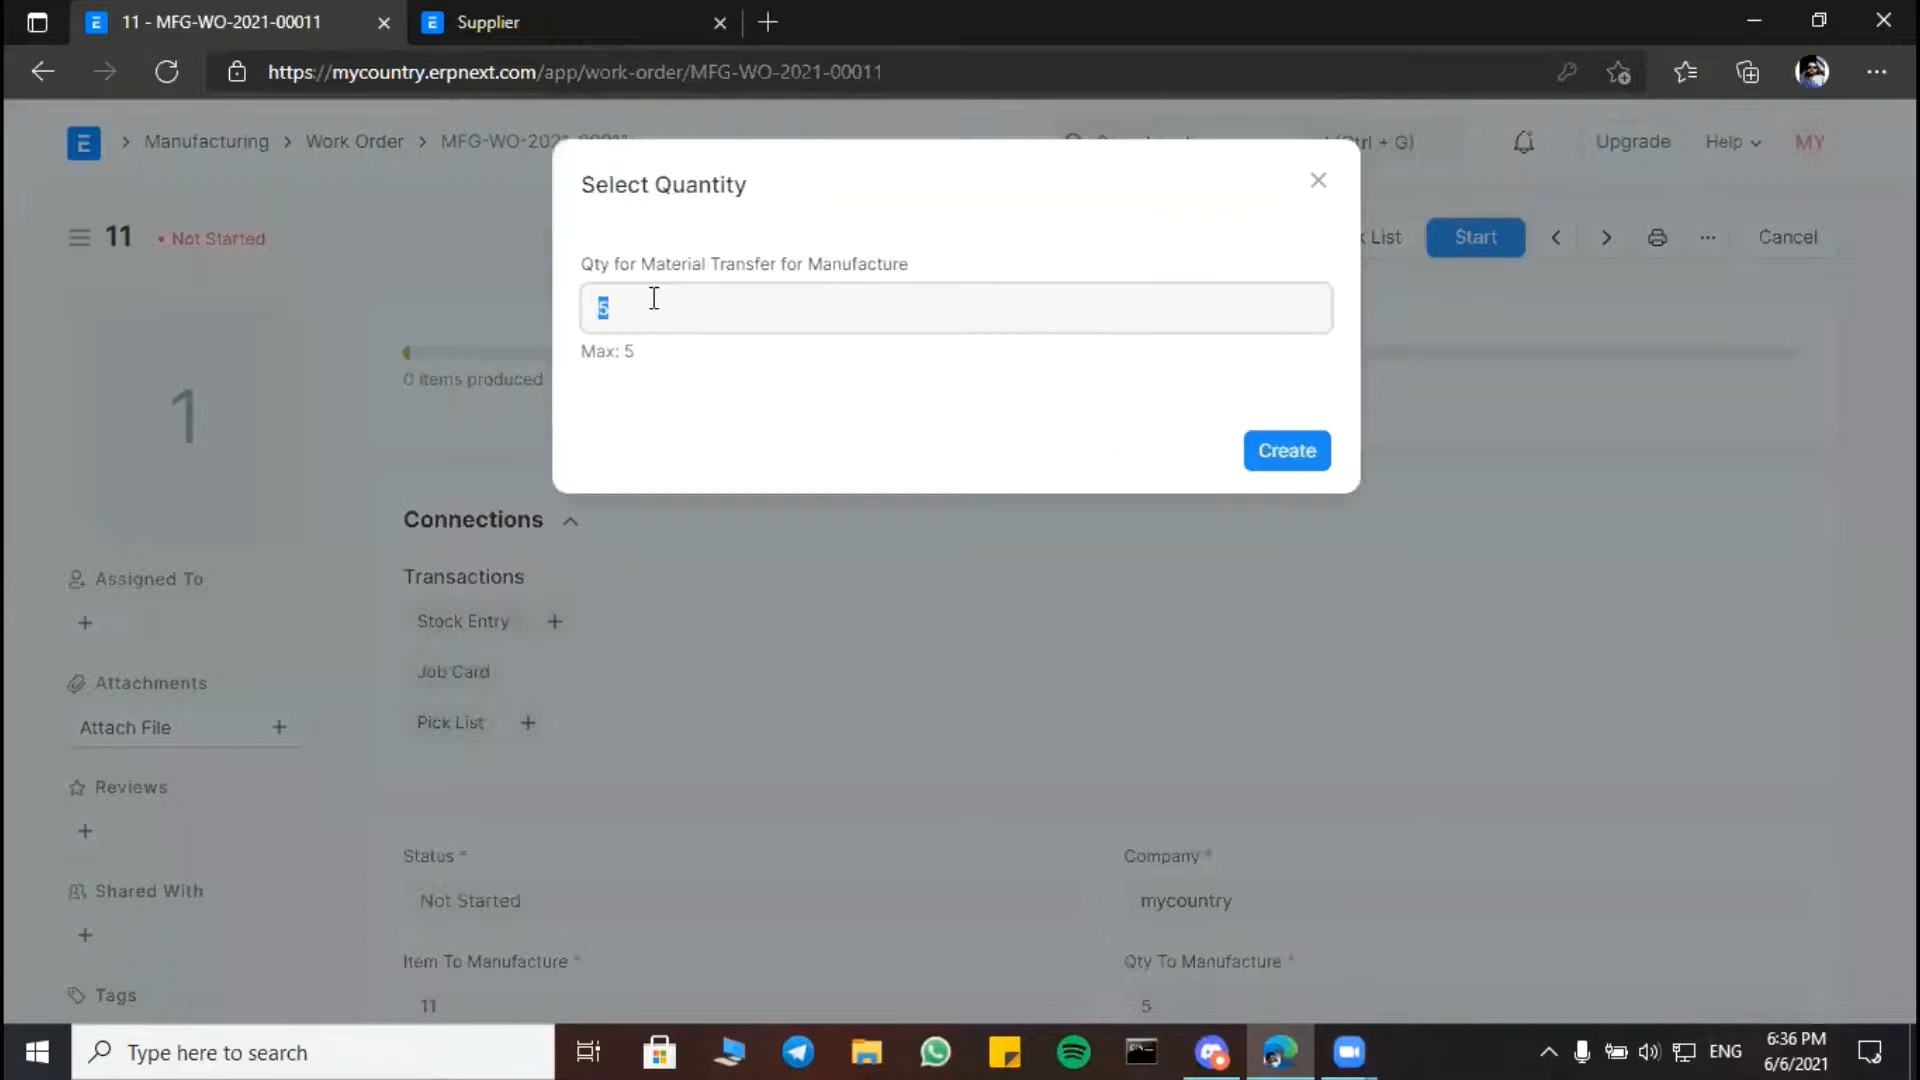 11 - MFG-WO-2021-00011
Supplier
https://mycountry.erpnext.com/app/work-order/MFG-WO-2021-00011
E
Manufacturing
Work Order
Upgrade
Help
MY
Select Quantity
11
Not Started
List
Start
Cancel
Qty for Material Transfer for Manufacture
5
Max: 5
0 items produced
1
Create
Connections
Transactions
Assigned To
Stock Entry
Job Card
Attachments
Pick List
Attach File
Reviews
Status *
Company *
Shared With
Not Started
mycountry
Item To Manufacture *
Qty To Manufacture *
Tags
11
5
Type here to search
ENG
6:36 PM
6/6/2021